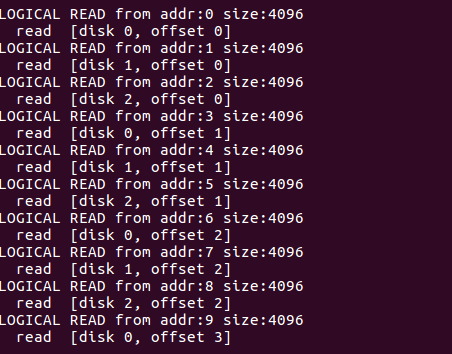 LOGICAL READ from addr:0 size:4096
read [disk 0, offset 0]
LOGICAL READ from addr:1 size:4096
read [disk 1, offset 0]
LOGICAL READ from addr:2 size:4096
read [disk 2, offset 0]
LOGICAL READ from addr:3 size:4096
read [disk 0, offset 1]
LOGICAL READ from addr:4 size:4096
read [disk 1, offset 1]
LOGICAL READ from addr:5 size:4096
read [disk 2, offset 1]
LOGICAL READ from addr:6 size:4096
read [disk 0, offset 2]
LOGICAL READ from addr:7 size:4096
read [disk 1, offset 2]
LOGICAL READ from addr:8 size:4096
read [disk 2, offset 2]
LOGICAL READ from addr:9 size:4096
read [disk 0, offset 3]